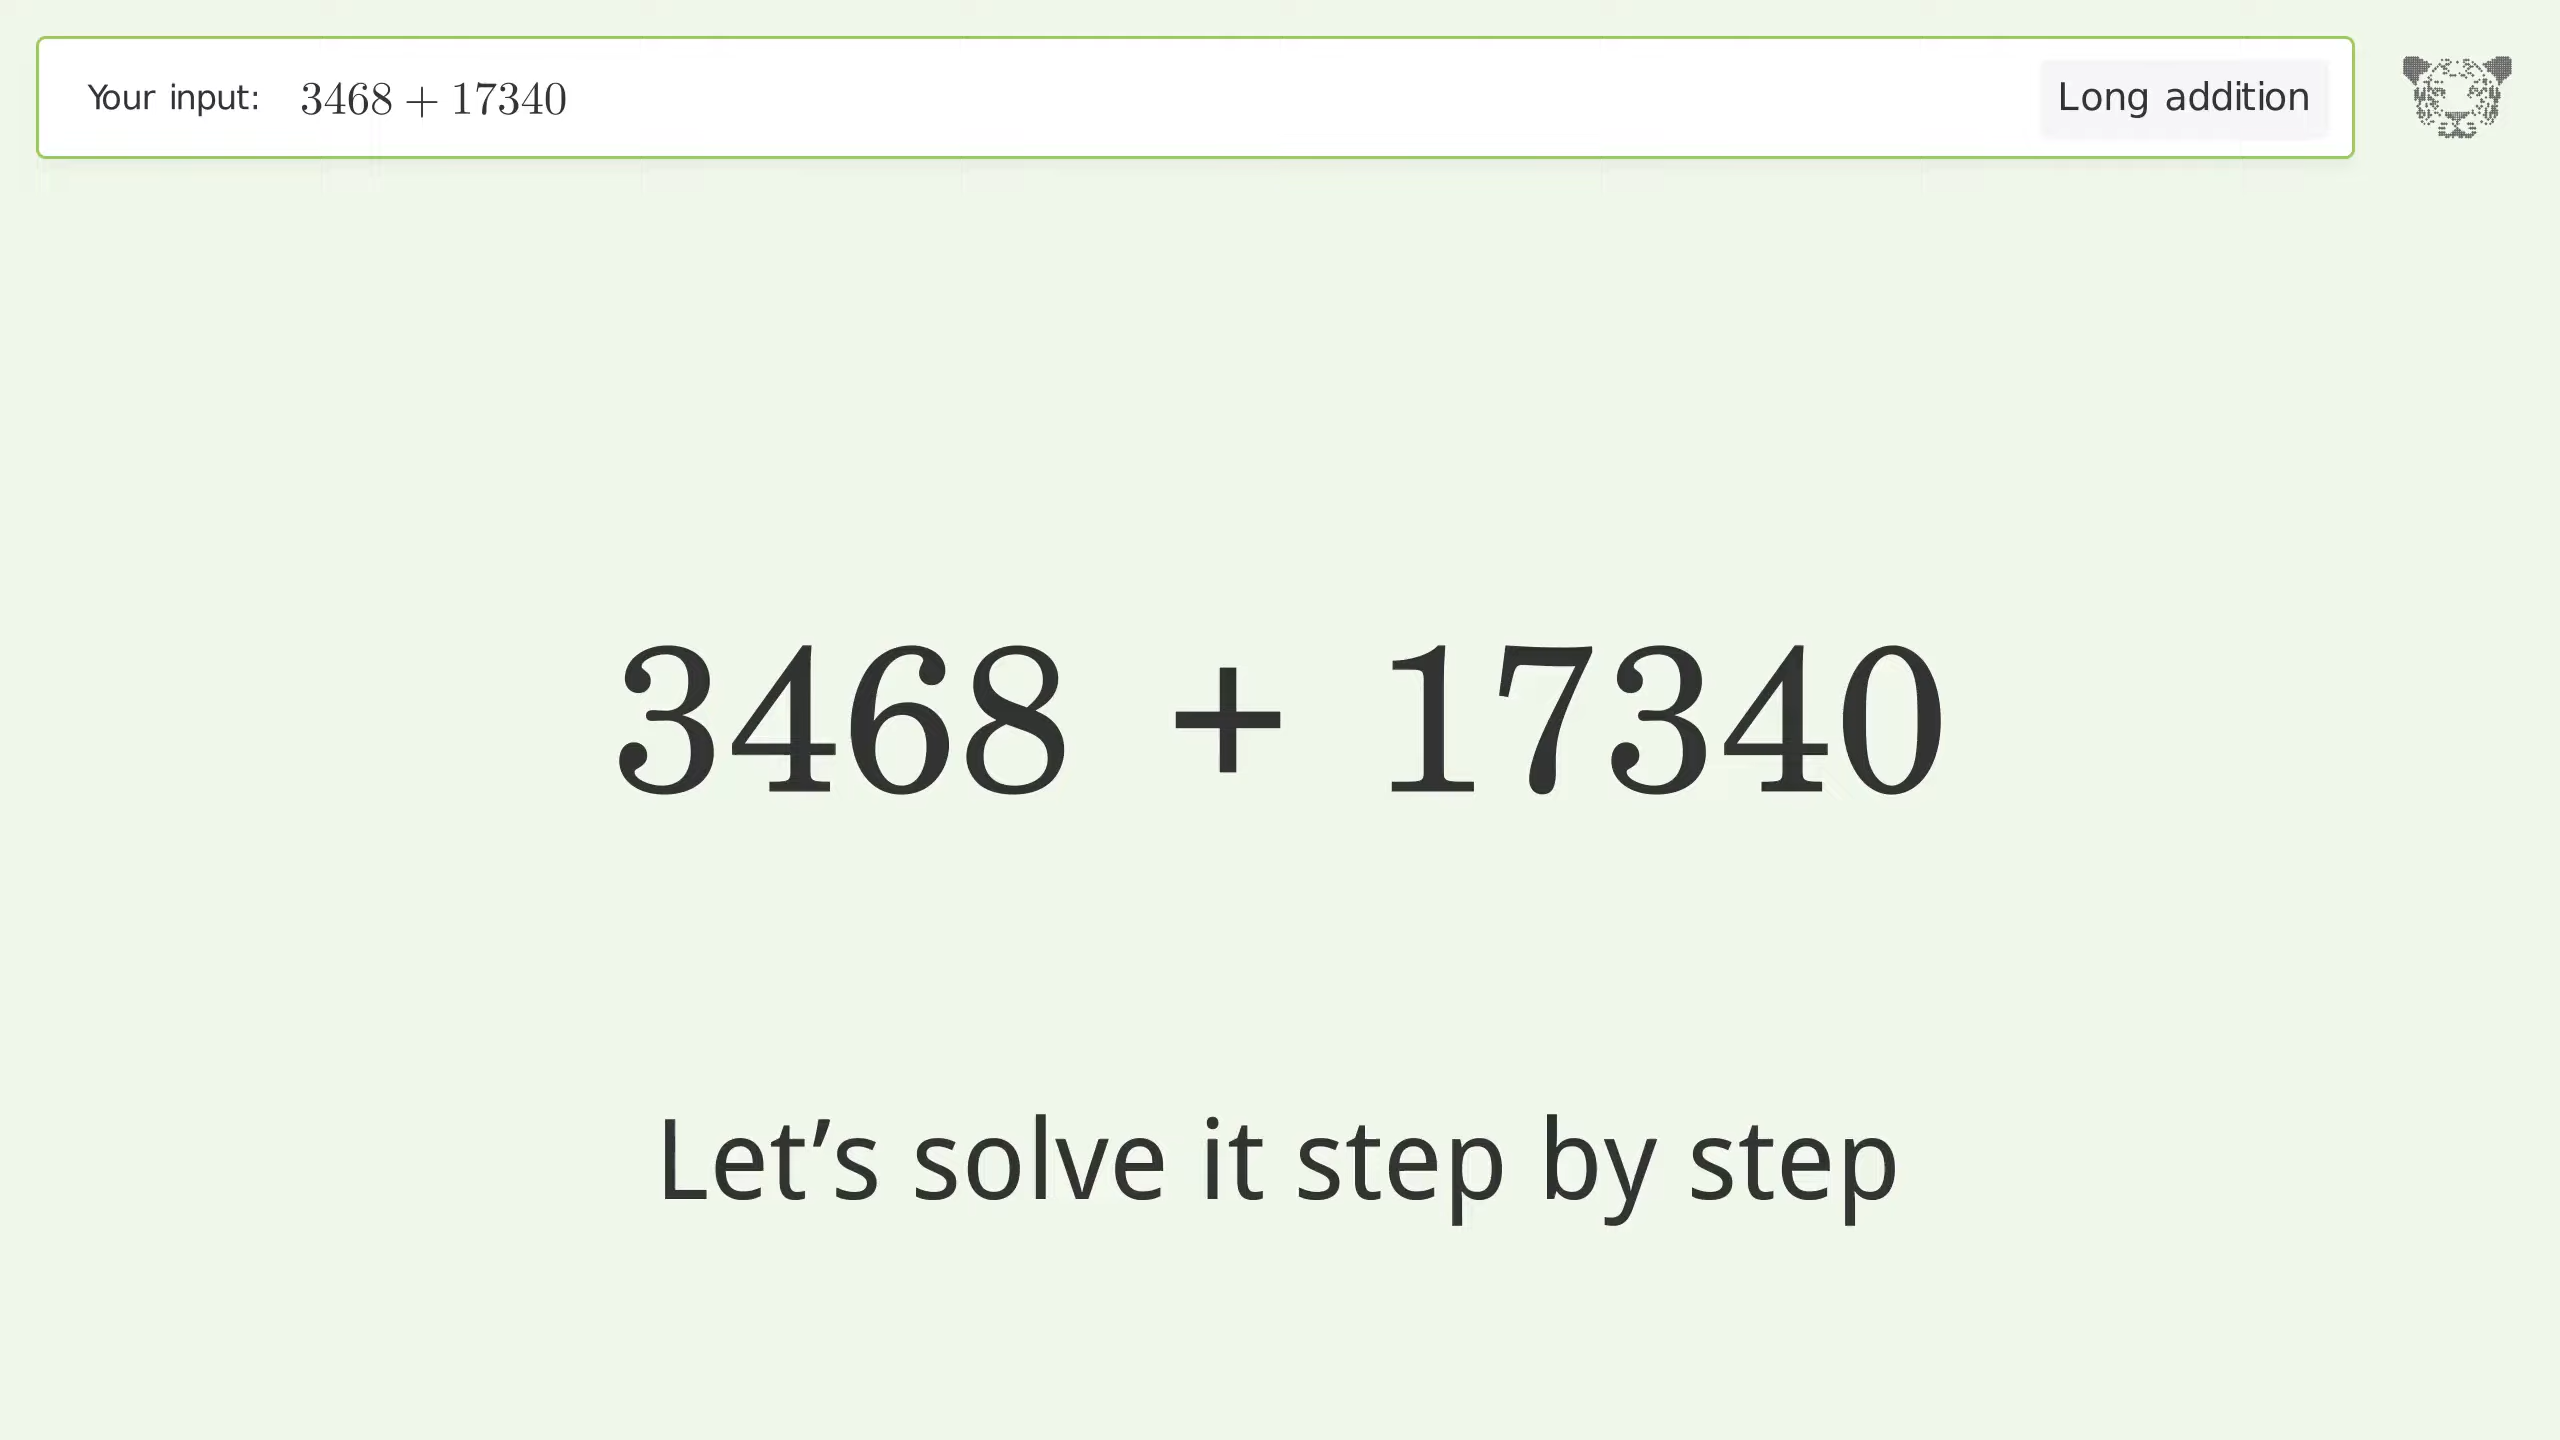 Your input: 3468 + 17340 Long addition
3468 + 17340
Let’s solve it step by step